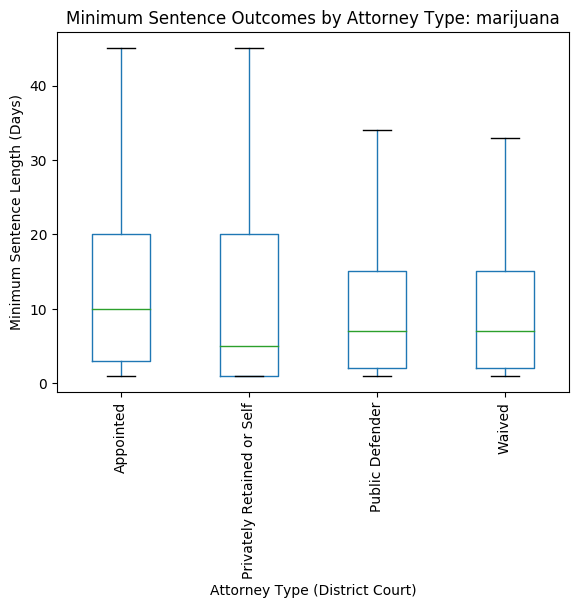 Minimum Sentence Outcomes by Attorney Type: marijuana
Minimum Sentence Length (Days)
40
30
20
10
0
Appointed
Privately Retained or Self
Public Defender
Waived
Attorney Type (District Court)